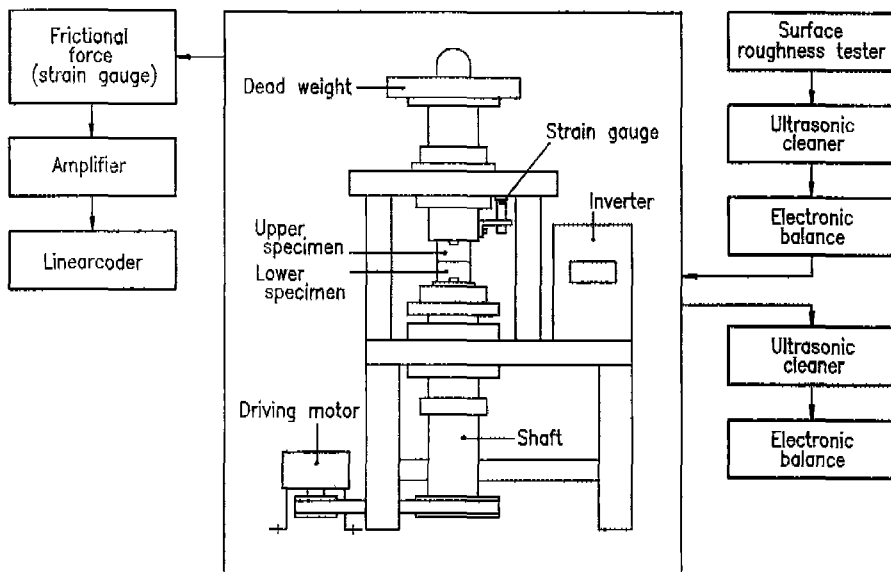 Frictional
force
(strain gauge)
Amplifier
Linearcoder
Dead weight
Strain gauge
Inverter
Upper
specimen
Lower
specimen
Driving motor
Shaft
Surface
roughness tester
Ultrasonic
cleaner
Electronic
balance
Ultrasonic
cleaner
Electronic
balance